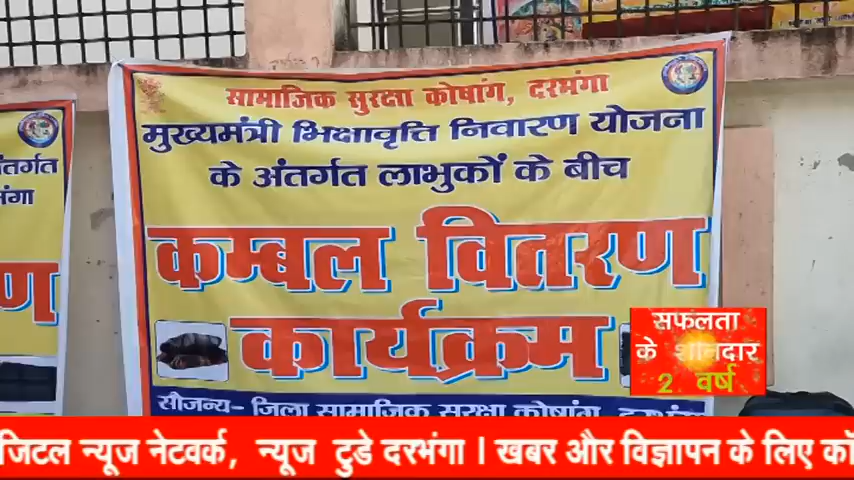 सामाजिक सुरक्षा कोषांग, दरभंगा
मुख्यमंत्री भिक्षावृत्ति निवारण योजना
के अंतर्गत लाभुकों के बीच
कम्बल वितरण
कार्यक्रम
सौजन्य- जिला सामाजिक सुरक्षा कोषांग, दरभंगा
सफलता
के शानदार
2 वर्ष
जिटल न्यूज नेटवर्क, न्यूज टुडे दरभंगा । खबर और विज्ञापन के लिए